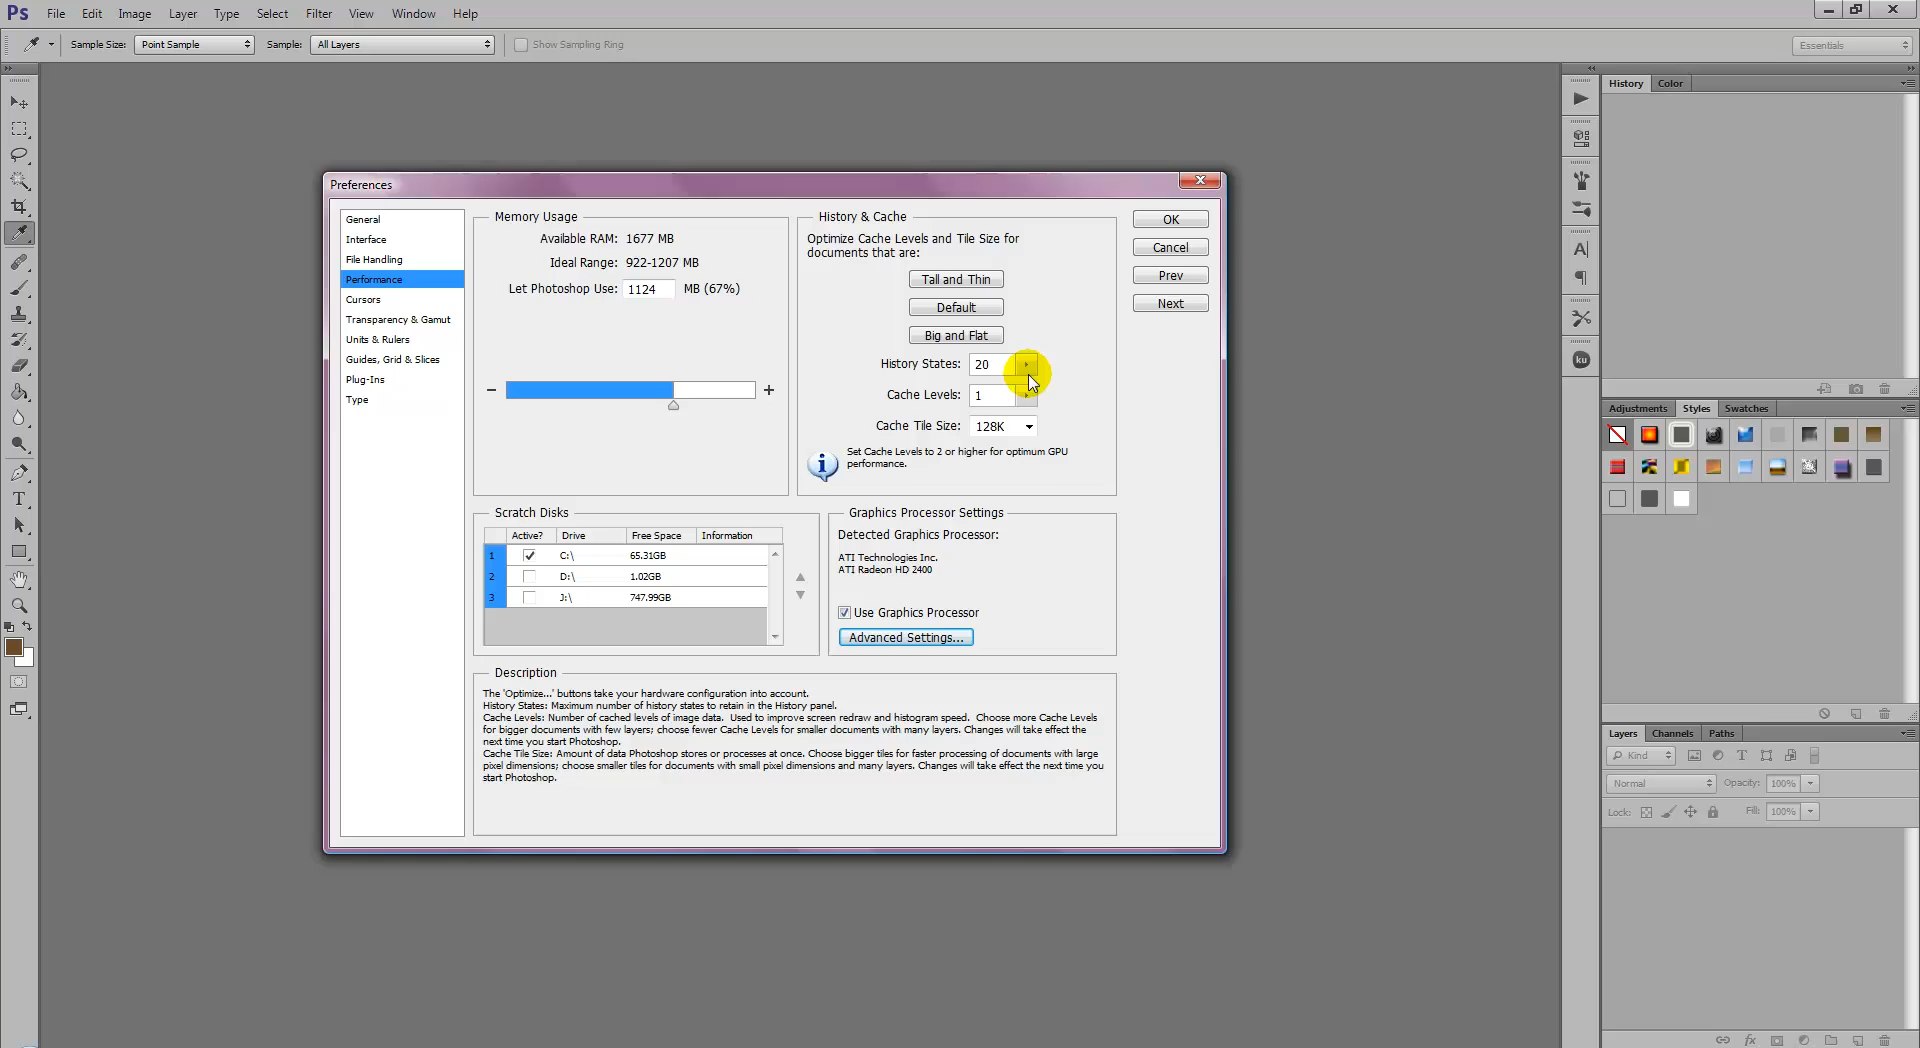 Ps File Edit Image Layer Type Select Filter View Window Help
Sample Size: Point Sample Sample: All Layers Show Sampling Ring Essentials
History Color
Preferences
General
Interface
File Handling
Performance
Cursors
Transparency & Gamut
Units & Rulers
Guides, Grid & Slices
Plug-Ins
Type
Memory Usage
Available RAM: 1677 MB
Ideal Range: 922-1207 MB
Let Photoshop Use: 1124 MB (67%)
− +
History & Cache
Optimize Cache Levels and Tile Size for
documents that are:
Tall and Thin
Default
Big and Flat
History States: 20
Cache Levels: 1
Cache Tile Size: 128K
Set Cache Levels to 2 or higher for optimum GPU
performance.
OK
Cancel
Prev
Next
Scratch Disks
Active? Drive Free Space Information
1 C:\ 65.31GB
2 D:\ 1.02GB
3 J:\ 747.99GB
Graphics Processor Settings
Detected Graphics Processor:
ATI Technologies Inc.
ATI Radeon HD 2400
Use Graphics Processor
Advanced Settings...
Description
The 'Optimize...' buttons take your hardware configuration into account.
History States: Maximum number of history states to retain in the History panel.
Cache Levels: Number of cached levels of image data. Used to improve screen redraw and histogram speed. Choose more Cache Levels
for bigger documents with few layers; choose fewer Cache Levels for smaller documents with many layers. Changes will take effect the
next time you start Photoshop.
Cache Tile Size: Amount of data Photoshop stores or processes at once. Choose bigger tiles for faster processing of documents with large
pixel dimensions; choose smaller tiles for documents with small pixel dimensions and many layers. Changes will take effect the next time you
start Photoshop.
ku
Adjustments Styles Swatches
Layers Channels Paths
Kind
Normal Opacity: 100%
Lock: Fill: 100%
fx